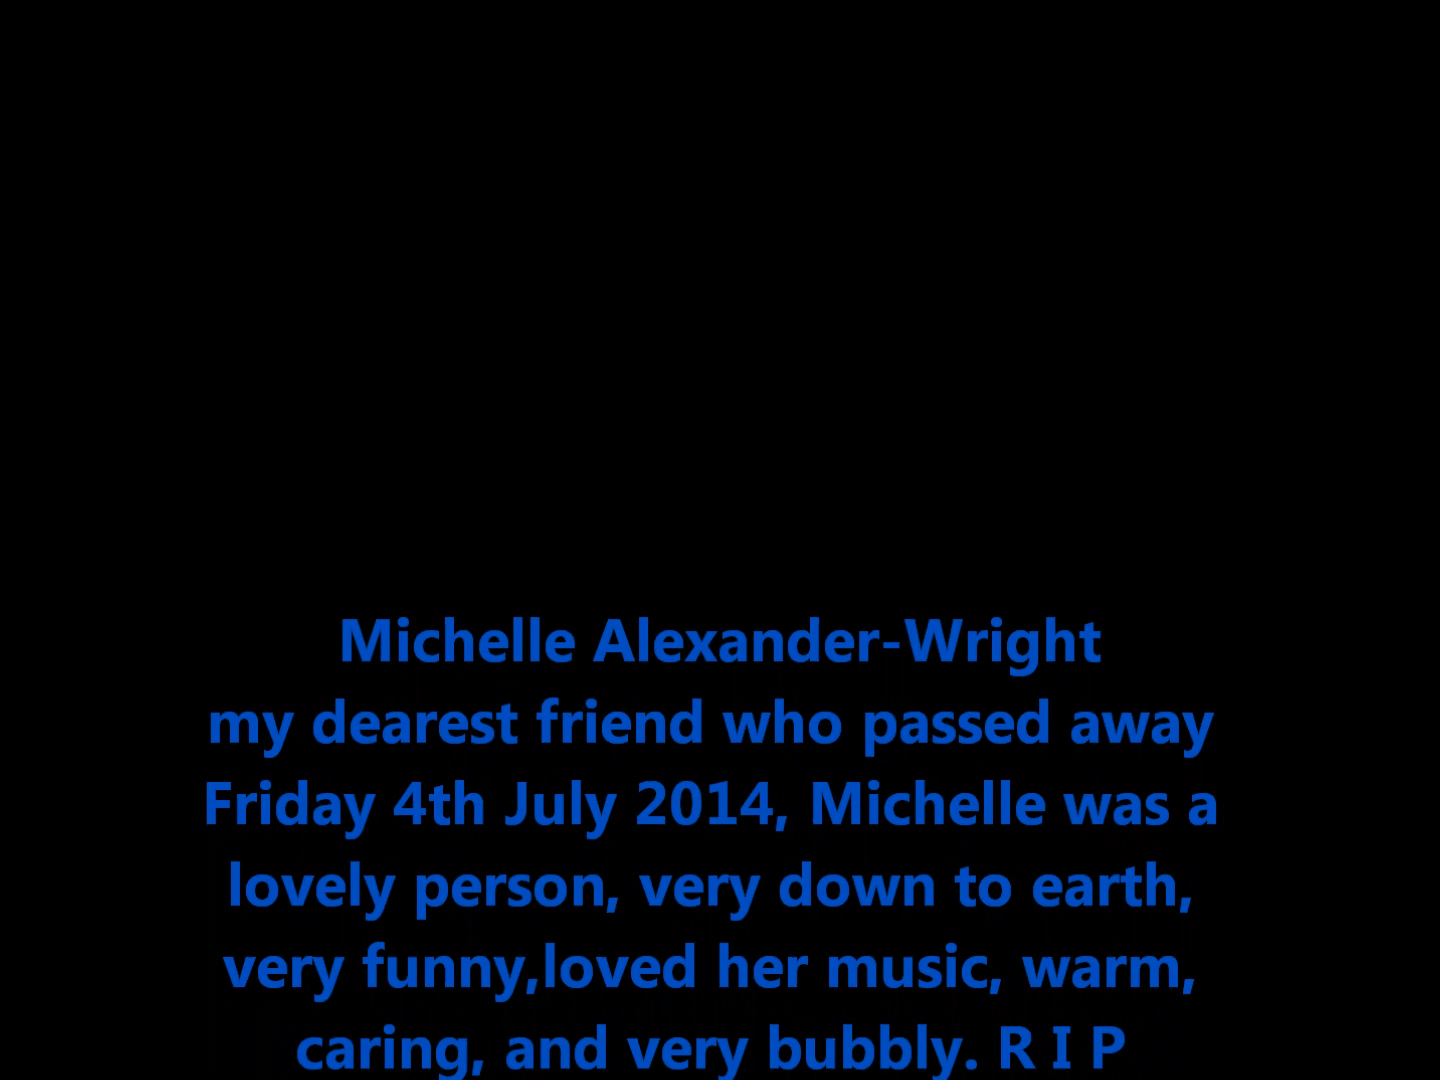 Michelle Alexander-Wright
my dearest friend who passed away
Friday 4th July 2014, Michelle was a
lovely person, very down to earth,
very funny,loved her music, warm,
caring, and very bubbly. R I P